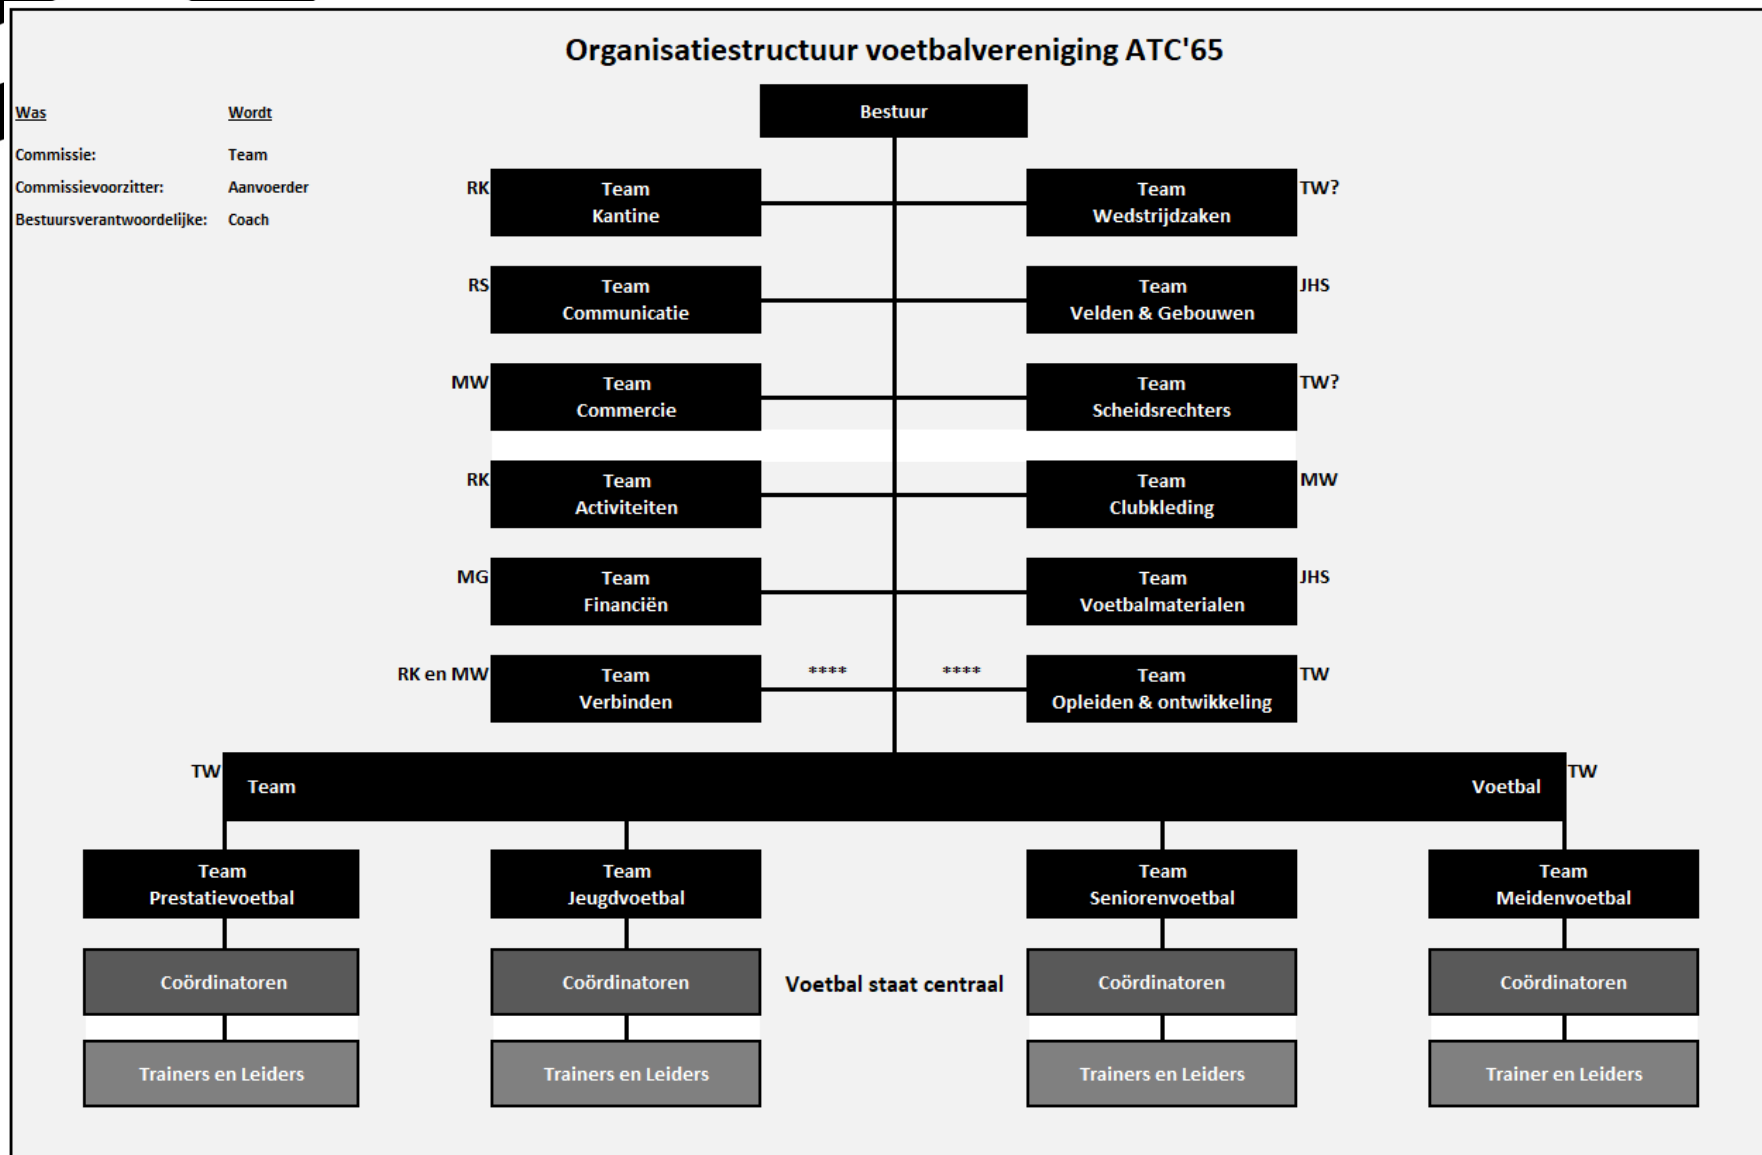 Organisatiestructuur voetbalvereniging ATC'65
Was Wordt
Commissie: Team
Commissievoorzitter: Aanvoerder
Bestuursverantwoordelijke: Coach
Bestuur
RK
Team
Kantine
Team
Wedstrijdzaken
TW?
RS
Team
Communicatie
Team
Velden & Gebouwen
JHS
MW
Team
Commercie
Team
Scheidsrechters
TW?
RK
Team
Activiteiten
Team
Clubkleding
MW
MG
Team
Financiën
Team
Voetbalmaterialen
JHS
RK en MW
Team
Verbinden
**** ****
Team
Opleiden & ontwikkeling
TW
TW
Team Voetbal
TW
Team
Prestatievoetbal
Team
Jeugdvoetbal
Team
Seniorenvoetbal
Team
Meidenvoetbal
Coördinatoren
Coördinatoren
Voetbal staat centraal
Coördinatoren
Coördinatoren
Trainers en Leiders
Trainers en Leiders
Trainers en Leiders
Trainer en Leiders